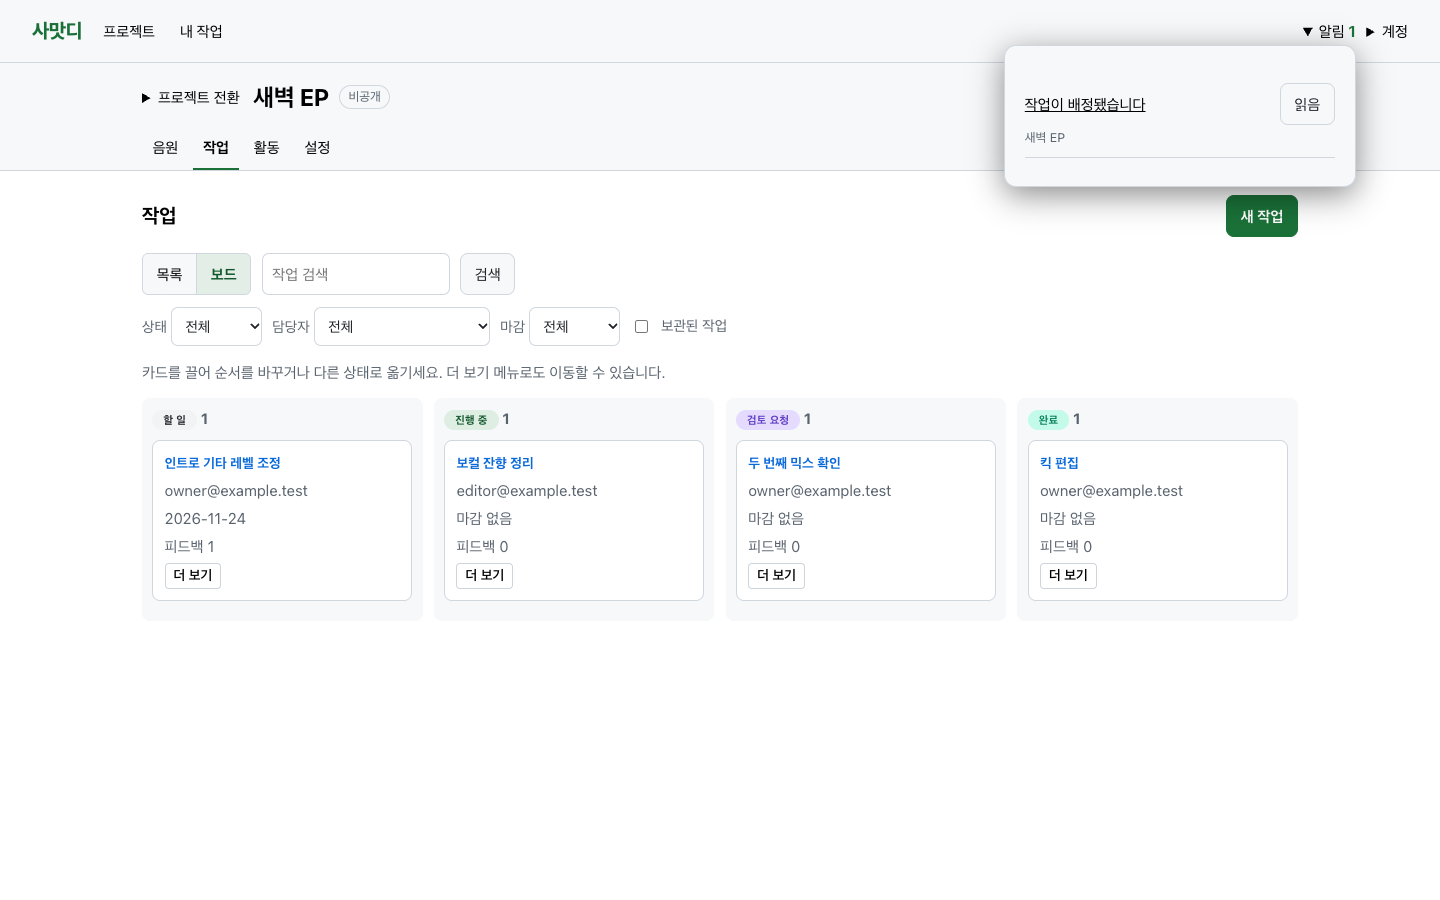 사맛디 프로젝트 내 작업 ▼ 알림 1 ▶ 계정
▶ 프로젝트 전환 새벽 EP 비공개
작업이 배정됐습니다 읽음
새벽 EP
음원 작업 활동 설정
작업 새 작업
목록 보드 작업 검색 검색
상태 전체 담당자 전체 마감 전체 보관된 작업
카드를 끌어 순서를 바꾸거나 다른 상태로 옮기세요. 더 보기 메뉴로도 이동할 수 있습니다.
할 일 1
인트로 기타 레벨 조정
owner@example.test
2026-11-24
피드백 1
더 보기
진행 중 1
보컬 잔향 정리
editor@example.test
마감 없음
피드백 0
더 보기
검토 요청 1
두 번째 믹스 확인
owner@example.test
마감 없음
피드백 0
더 보기
완료 1
킥 편집
owner@example.test
마감 없음
피드백 0
더 보기